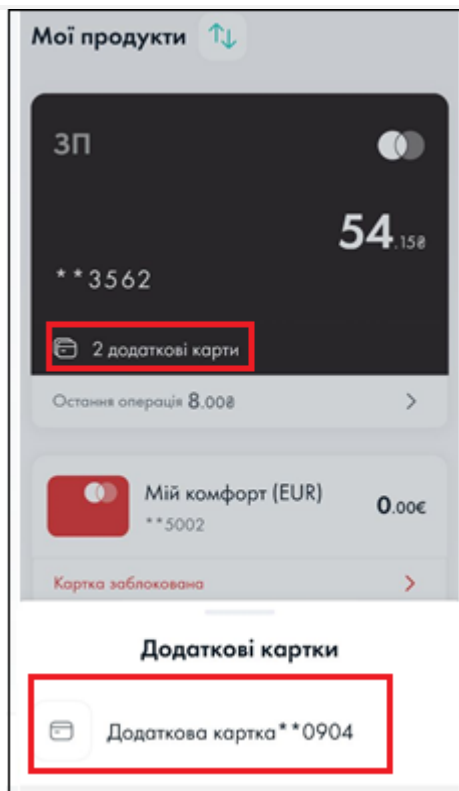 Мої продукти
ЗП
54.15₴
**3562
2 додаткові карти
Остання операція 8.00₴
Мій комфорт (EUR)
0.00€
**5002
Картка заблокована
Додаткові картки
Додаткова картка**0904